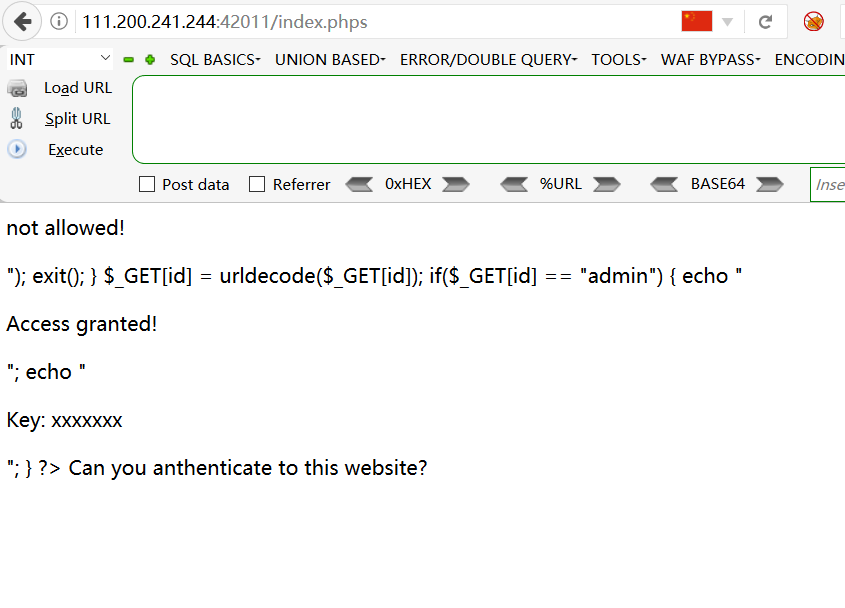 111.200.241.244:42011/index.phps
INT SQL BASICS UNION BASED ERROR/DOUBLE QUERY TOOLS WAF BYPASS ENCODIN
Load URL
Split URL
Execute
Post data Referrer 0xHEX %URL BASE64 Inse
not allowed!
"); exit(); } $_GET[id] = urldecode($_GET[id]); if($_GET[id] == "admin") { echo "
Access granted!
"; echo "
Key: xxxxxxx
"; } ?> Can you anthenticate to this website?